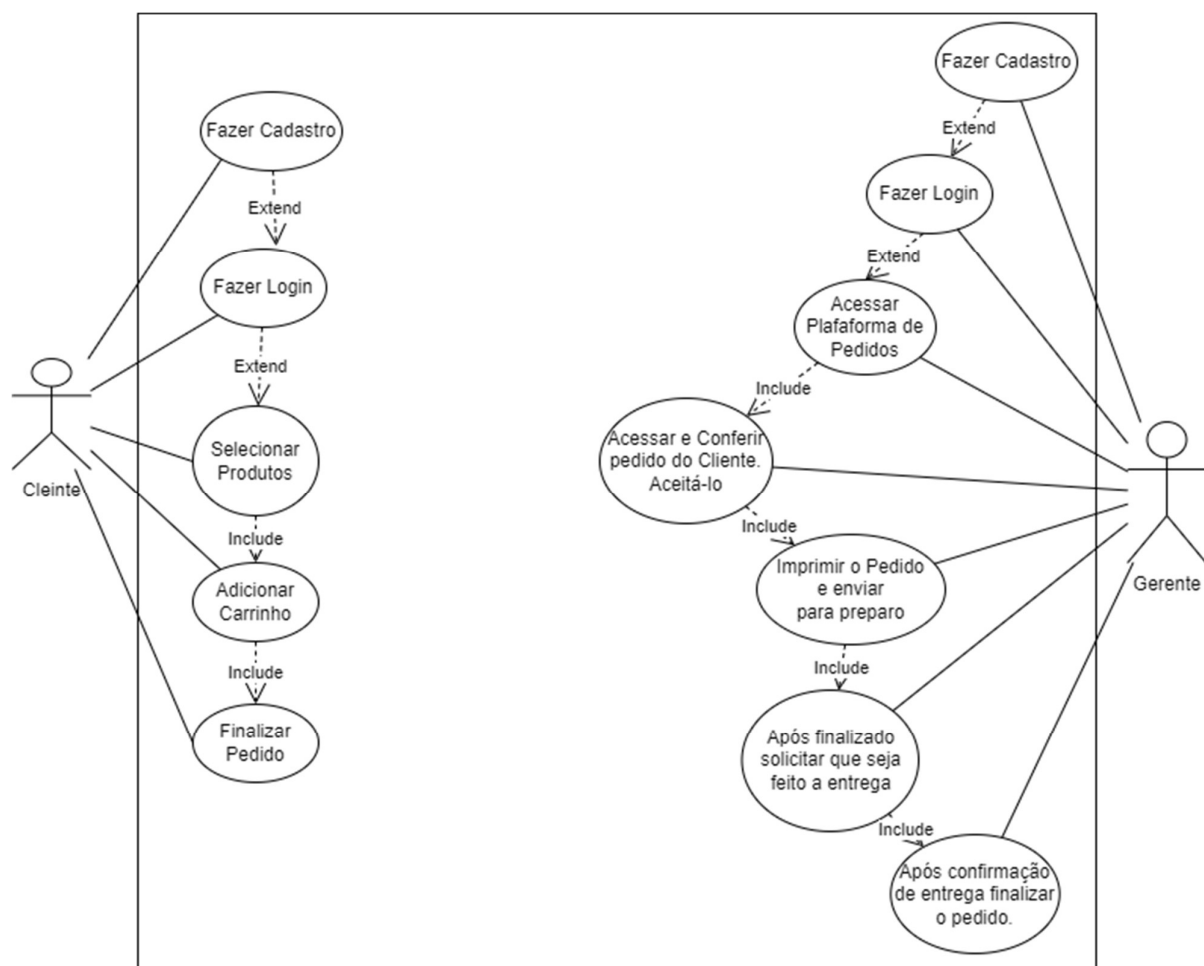 Fazer Cadastro
Extend
Fazer Login
Extend
Selecionar
Produtos
Include
Adicionar
Carrinho
Include
Finalizar
Pedido
Cleinte
Fazer Cadastro
Extend
Fazer Login
Extend
Acessar
Plafaforma de
Pedidos
Include
Acessar e Conferir
pedido do Cliente.
Aceitá-lo
Include
Imprimir o Pedido
e enviar
para preparo
Include
Após finalizado
solicitar que seja
feito a entrega
Include
Após confirmação
de entrega finalizar
o pedido.
Gerente